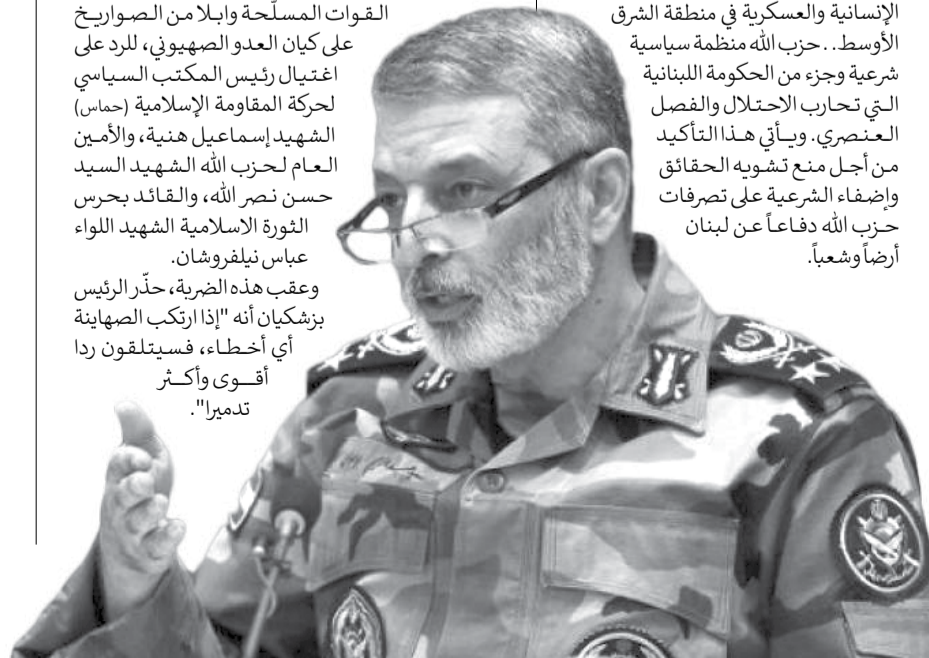 الإنسانية والعسكرية في منطقة الشرق
الأوسط.. حزب الله منظمة سياسية
شرعية وجزء من الحكومة اللبنانية
التي تحارب الاحتلال والفصل
العنصري. ويأتي هذا التأكيد
من أجل منع تشويه الحقائق
وإضفاء الشرعية على تصرفات
حزب الله دفاعاً عن لبنان
أرضاً وشعباً.
القوات المسلّحة وابلا من الصواريخ
على كيان العدو الصهيوني، للرد على
اغتيال رئيس المكتب السياسي
لحركة المقاومة الإسلامية (حماس)
الشهيد إسماعيل هنية، والأمين
العام لحزب الله الشهيد السيد
حسن نصر الله، والقائد بحرس
الثورة الاسلامية الشهيد اللواء
عباس نيلفروشان.
وعقب هذه الضربة، حذّر الرئيس
بزشكيان أنه "إذا ارتكب الصهاينة
أي أخطاء، فسيتلقون ردا
أقوى وأكثر
تدميرا".